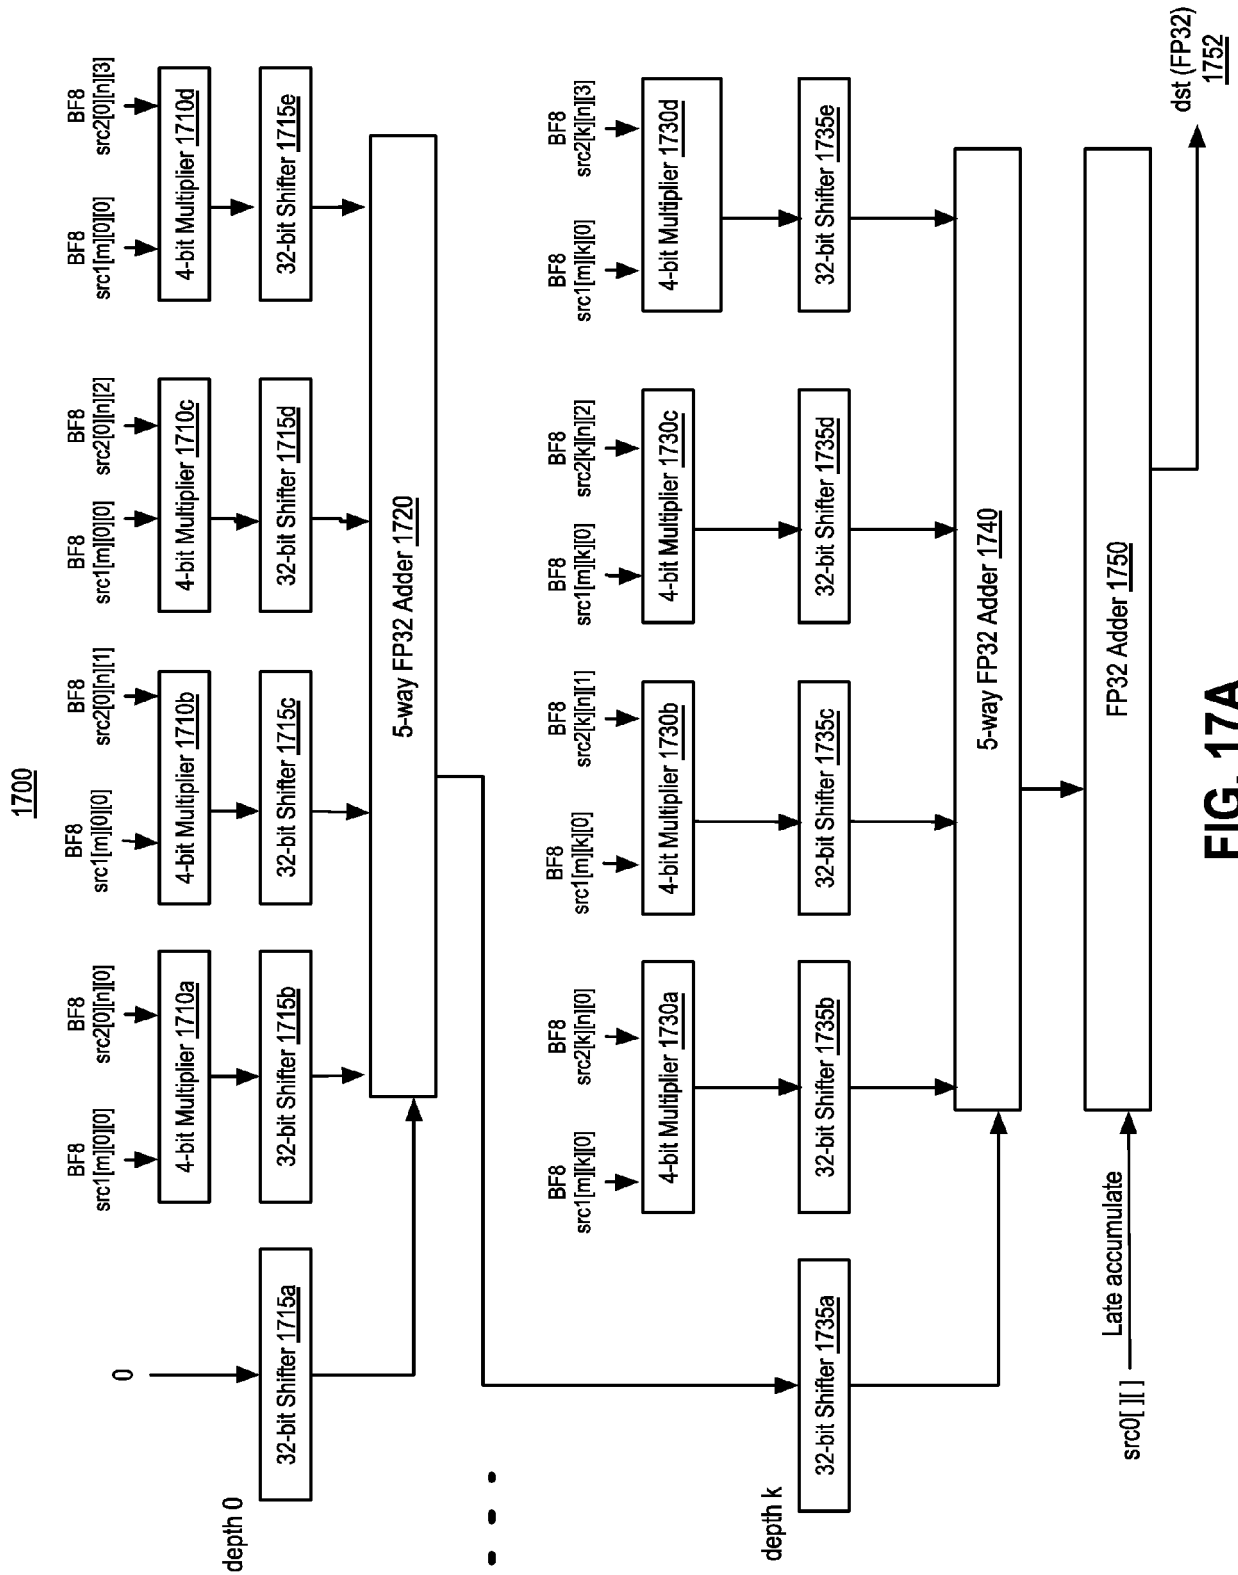 1700
0
depth 0
32-bit Shifter 1715a
BF8
src1[m][0][0]
BF8
src2[0][n][0]
4-bit Multiplier 1710a
32-bit Shifter 1715b
BF8
src1[m][0][0]
BF8
src2[0][n][1]
4-bit Multiplier 1710b
32-bit Shifter 1715c
BF8
src1[m][0][0]
BF8
src2[0][n][2]
4-bit Multiplier 1710c
32-bit Shifter 1715d
BF8
src1[m][0][0]
BF8
src2[0][n][3]
4-bit Multiplier 1710d
32-bit Shifter 1715e
5-way FP32 Adder 1720
depth k
32-bit Shifter 1735a
BF8
src1[m][k][0]
BF8
src2[k][n][0]
4-bit Multiplier 1730a
32-bit Shifter 1735b
BF8
src1[m][k][0]
BF8
src2[k][n][1]
4-bit Multiplier 1730b
32-bit Shifter 1735c
BF8
src1[m][k][0]
BF8
src2[k][n][2]
4-bit Multiplier 1730c
32-bit Shifter 1735d
BF8
src1[m][k][0]
BF8
src2[k][n][3]
4-bit Multiplier 1730d
32-bit Shifter 1735e
5-way FP32 Adder 1740
src0[ ][ ]
Late accumulate
FP32 Adder 1750
dst (FP32)
1752
FIG. 17A